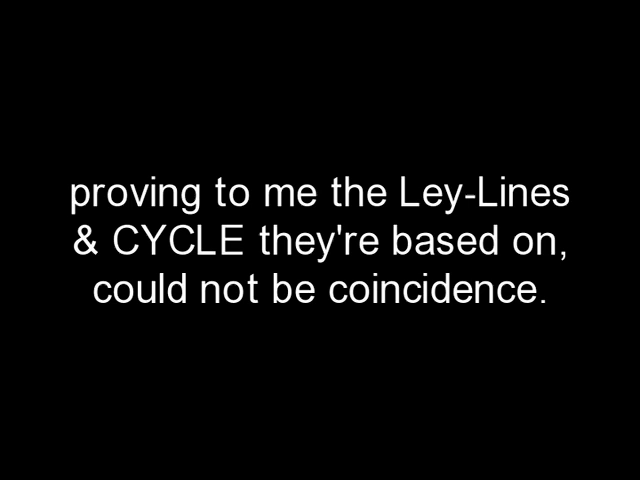 proving to me the Ley-Lines
& CYCLE they're based on,
could not be coincidence.